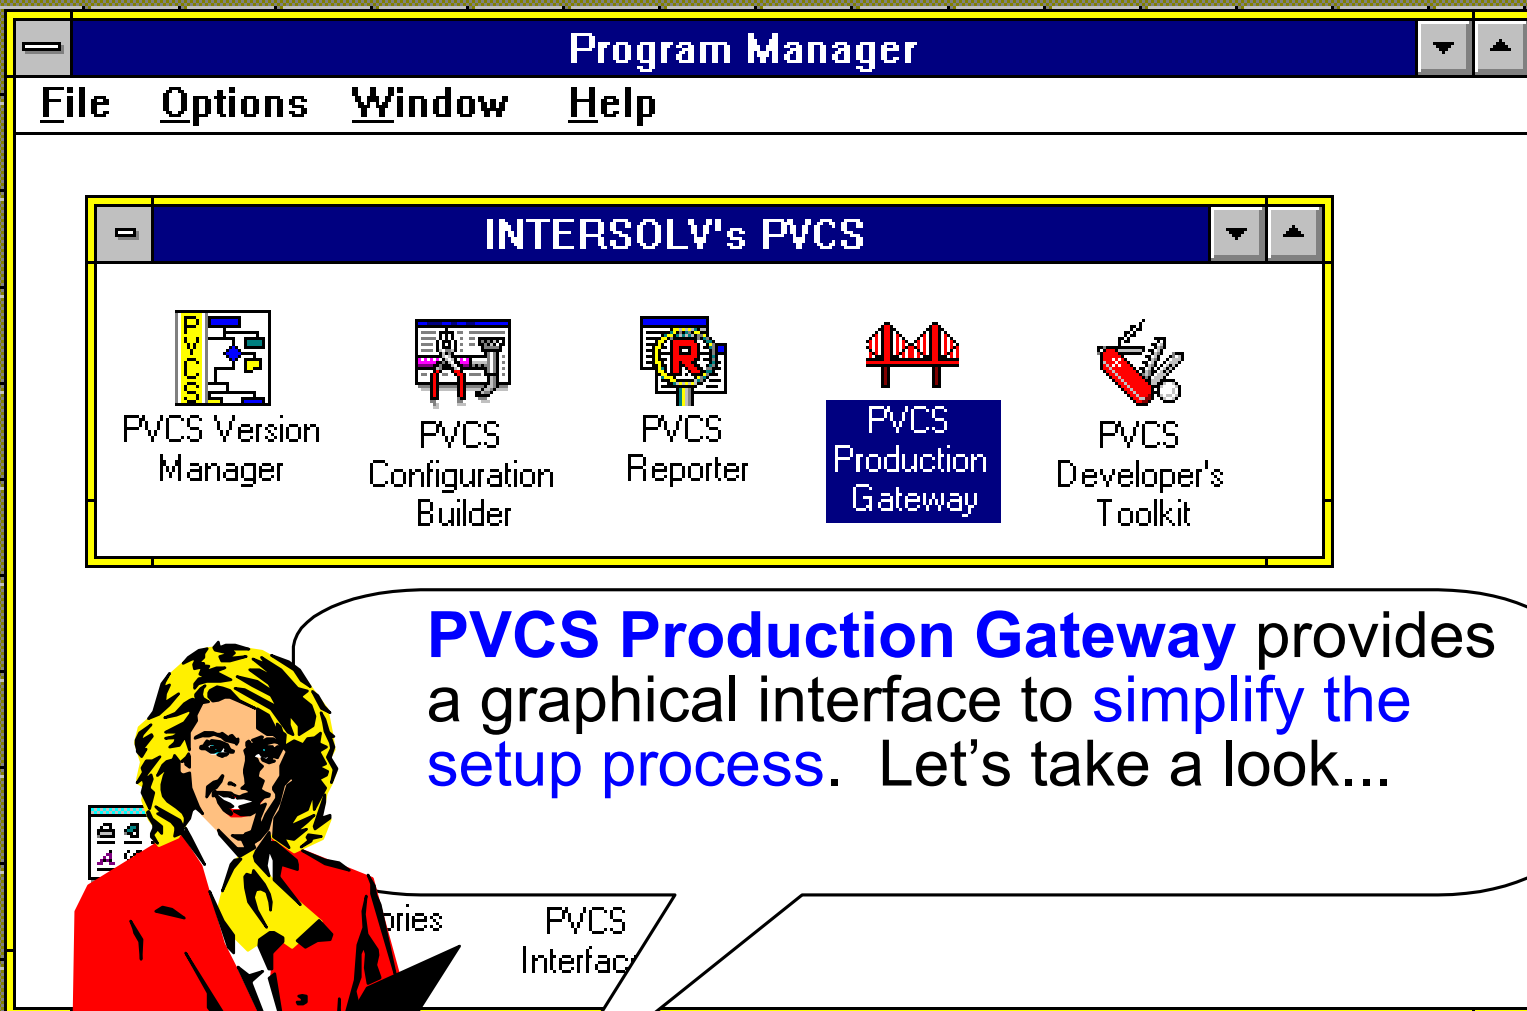 Program Manager
File Options Window Help
INTERSOLV's PVCS
PVCS
PVCS Version
Manager
PVCS
Configuration
Builder
R
PVCS
Reporter
PVCS
Production
Gateway
PVCS
Developer's
Toolkit
PVCS Production Gateway provides
a graphical interface to simplify the
setup process. Let’s take a look...
A
ories
PVCS
Interfac